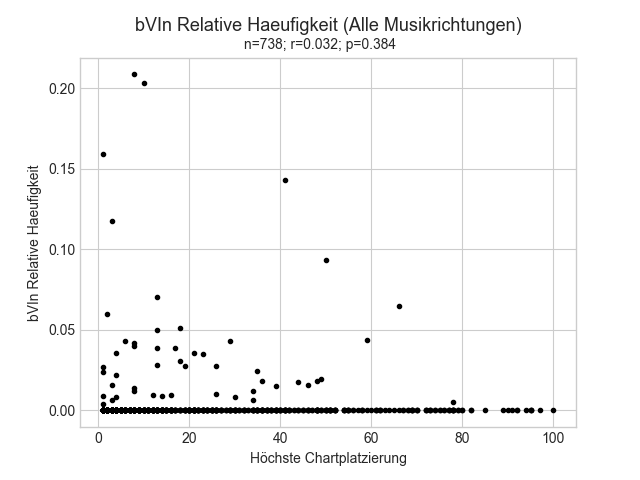 bVIn Relative Haeufigkeit (Alle Musikrichtungen)
n=738; r=0.032; p=0.384
0.20
0.15
0.10
0.05
0.00
bVIn Relative Haeufigkeit
0 20 40 60 80 100
Höchste Chartplatzierung